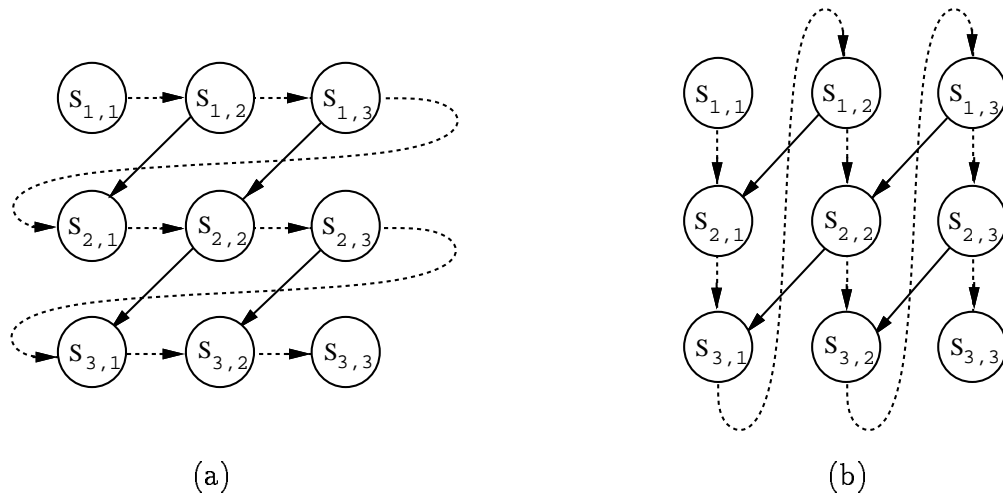 S1,1 S1,2 S1,3
S2,1 S2,2 S2,3
S3,1 S3,2 S3,3
(a)
S1,1 S1,2 S1,3
S2,1 S2,2 S2,3
S3,1 S3,2 S3,3
(b)